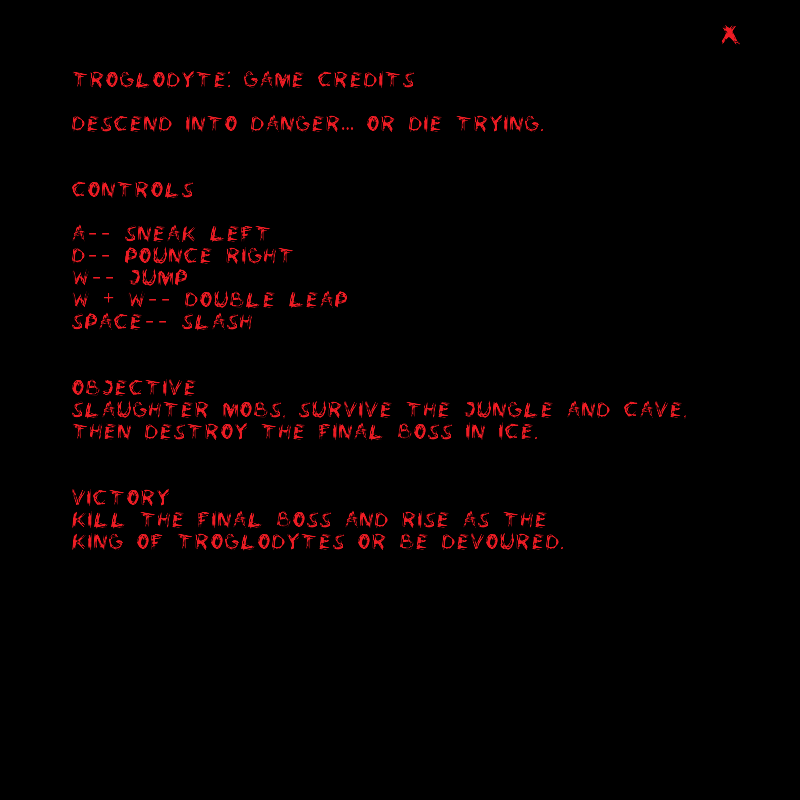 X
TROGLODYTE: GAME CREDITS
DESCEND INTO DANGER... OR DIE TRYING.
CONTROLS
A-- SNEAK LEFT
D-- POUNCE RIGHT
W-- JUMP
W + W-- DOUBLE LEAP
SPACE-- SLASH
OBJECTIVE
SLAUGHTER MOBS. SURVIVE THE JUNGLE AND CAVE,
THEN DESTROY THE FINAL BOSS IN ICE.
VICTORY
KILL THE FINAL BOSS AND RISE AS THE
KING OF TROGLODYTES OR BE DEVOURED.